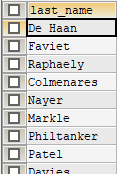 last_name
De Haan
Faviet
Raphaely
Colmenares
Nayer
Markle
Philtanker
Patel
Davies